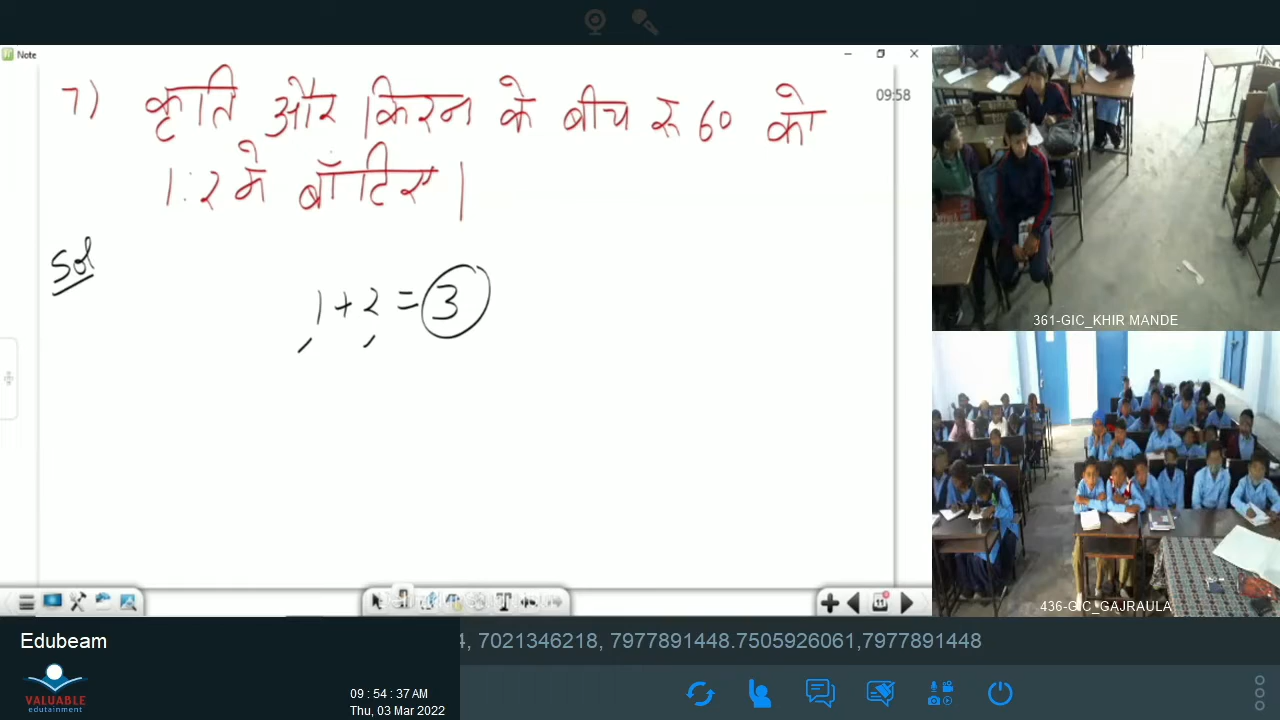 Note
09:58
7) कृति और किरन के बीच रु 60 को
1:2 में बाँटिए।
Sol
1 + 2 = 3
361-GIC_KHIR MANDE
436-GIC_GAJRAULA
Edubeam
4, 7021346218, 7977891448.7505926061,7977891448
VALUABLE
edutainment
09 : 54 : 37 AM
Thu, 03 Mar 2022